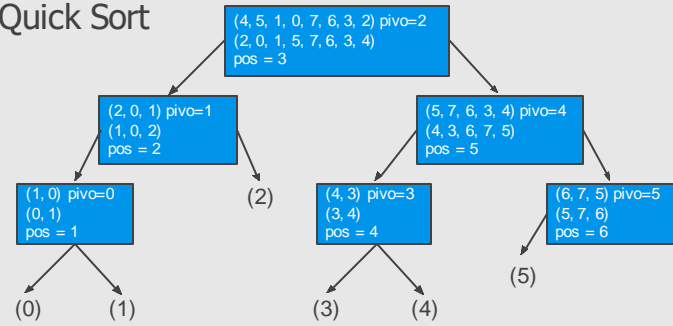 Quick Sort
(4, 5, 1, 0, 7, 6, 3, 2) pivo=2
(2, 0, 1, 5, 7, 6, 3, 4)
pos = 3
(2, 0, 1) pivo=1
(1, 0, 2)
pos = 2
(5, 7, 6, 3, 4) pivo=4
(4, 3, 6, 7, 5)
pos = 5
(1, 0) pivo=0
(0, 1)
pos = 1
(2)
(4, 3) pivo=3
(3, 4)
pos = 4
(6, 7, 5) pivo=5
(5, 7, 6)
pos = 6
(0)
(1)
(3)
(4)
(5)